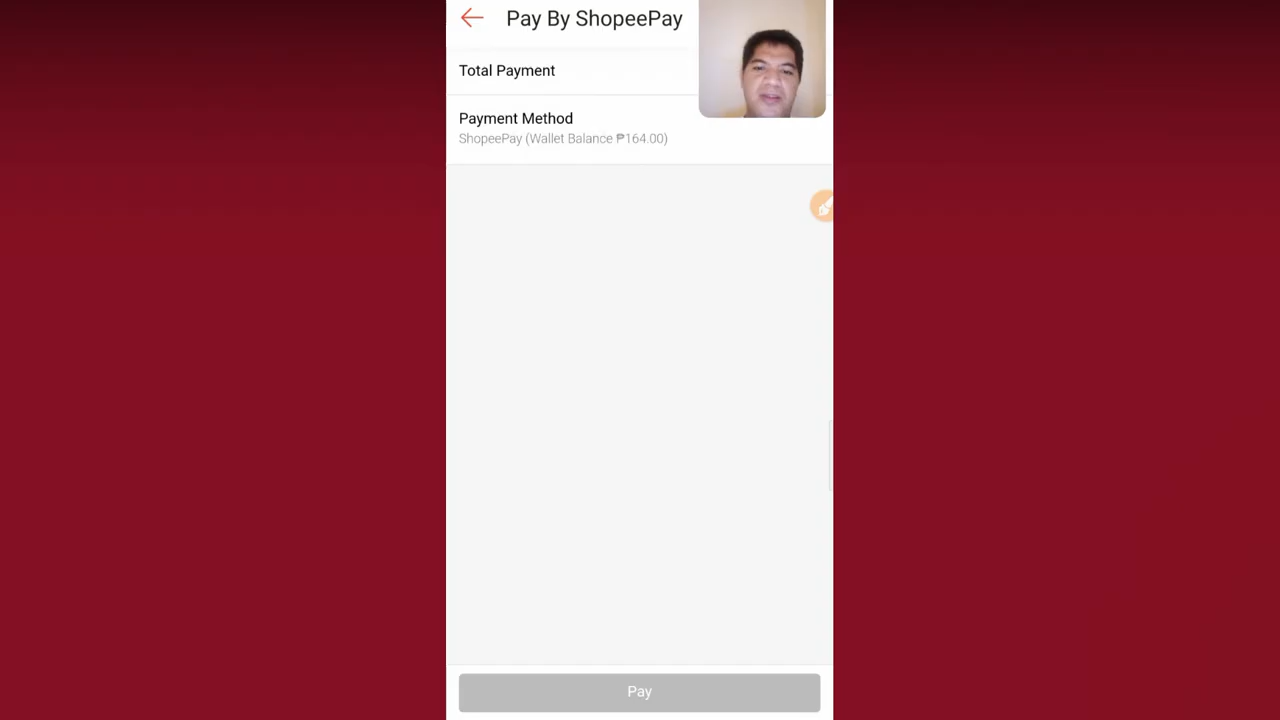 Pay By ShopeePay
Total Payment
Payment Method
ShopeePay (Wallet Balance ₱164.00)
Pay